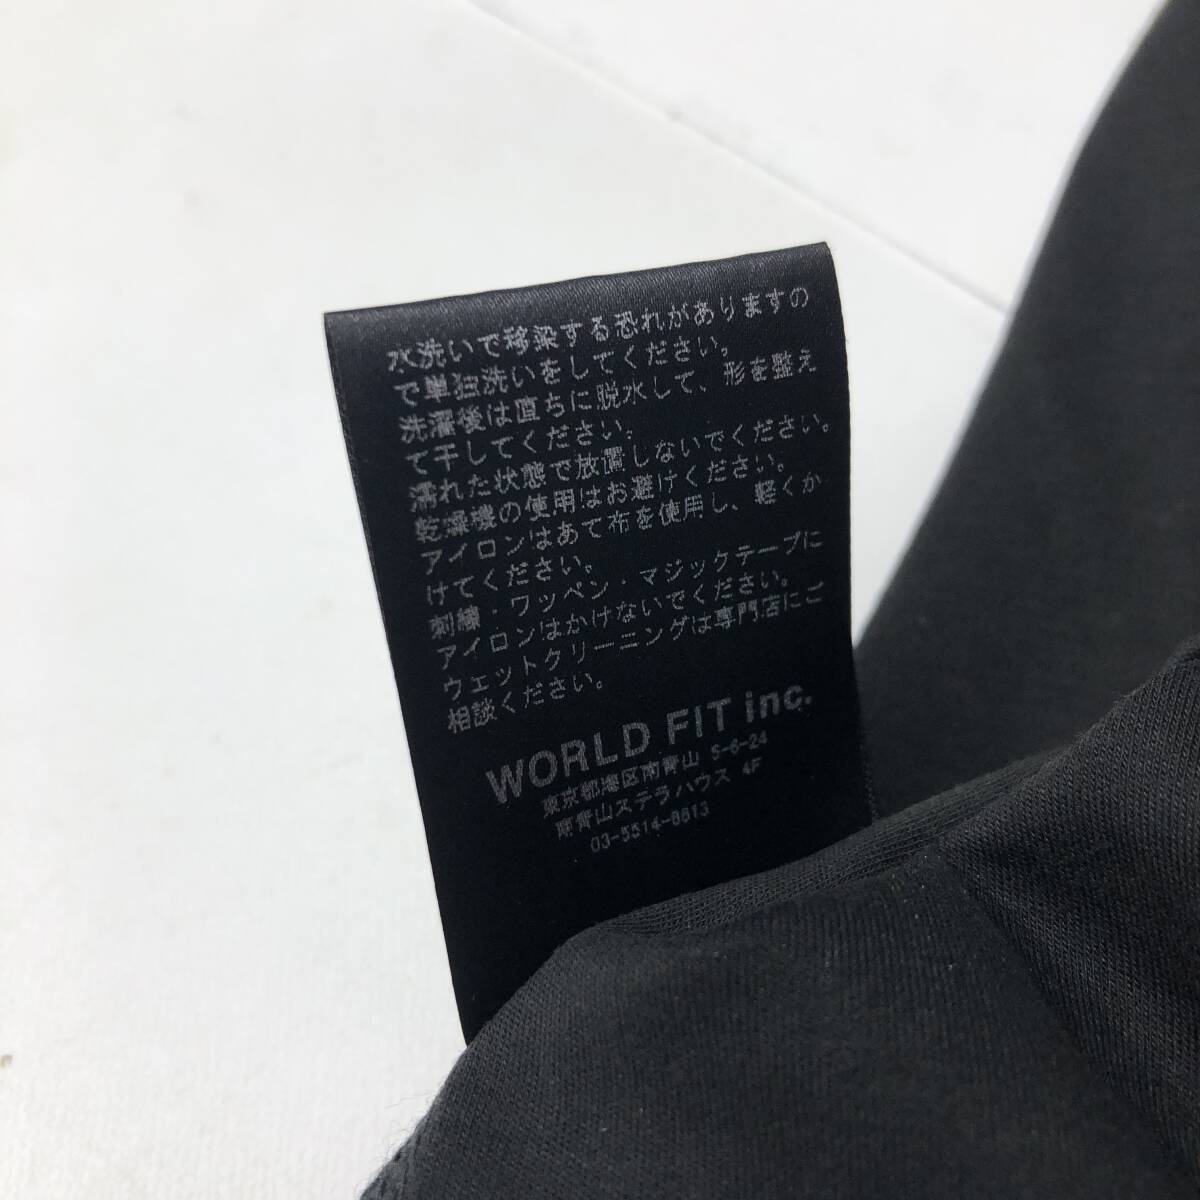 水洗いで移染する恐れがありますの
で単独洗いをしてください。
洗濯後は直ちに脱水して、形を整え
て干してください。
濡れた状態で放置しないでください。
乾燥機の使用はお避けください。
アイロンはあて布を使用し、軽くか
けてください。
刺繍・ワッペン・マジックテープに
アイロンはかけないでください。
ウェットクリーニングは専門店にご
相談ください。
WORLD FIT inc.
東京都港区南青山 5-6-24
南青山ステラハウス 4F
03-5514-8813